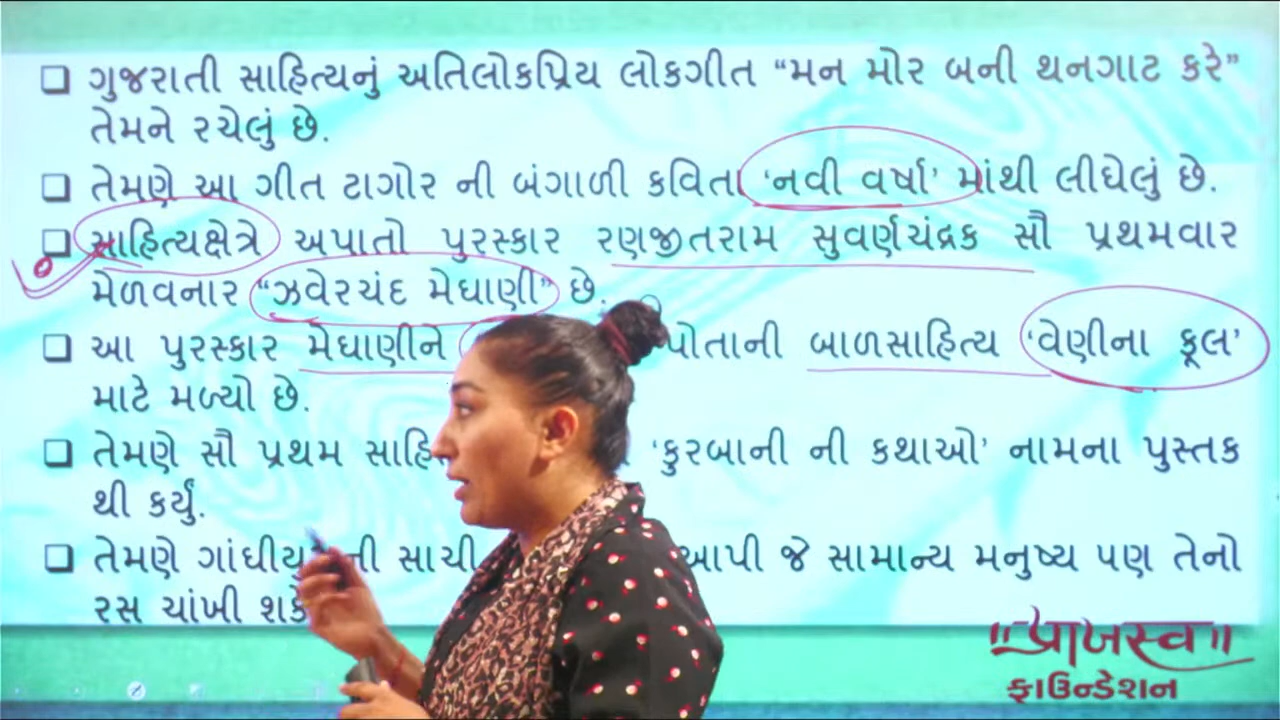 ગુજરાતી સાહિત્યનું અતિલોકપ્રિય લોકગીત “મન મોર બની થનગાટ કરે”
તેમને રચેલું છે.
તેમણે આ ગીત ટાગોર ની બંગાળી કવિતા ‘નવી વર્ષા’ માંથી લીધેલું છે.
સાહિત્યક્ષેત્રે અપાતો પુરસ્કાર રણજીતરામ સુવર્ણચંદ્રક સૌ પ્રથમવાર
મેળવનાર “ઝવેરચંદ મેઘાણી” છે.
આ પુરસ્કાર મેઘાણીને પોતાની બાળસાહિત્ય ‘વેણીના ફૂલ’
માટે મળ્યો છે.
તેમણે સૌ પ્રથમ ‘કુરબાની ની કથાઓ’ નામના પુસ્તક
થી કર્યું.
તેમણે સાચી આપી જે સામાન્ય મનુષ્ય પણ તેનો
રસ ચાંખી
॥પ્રાખસ્વ॥
ફાઉન્ડેશન